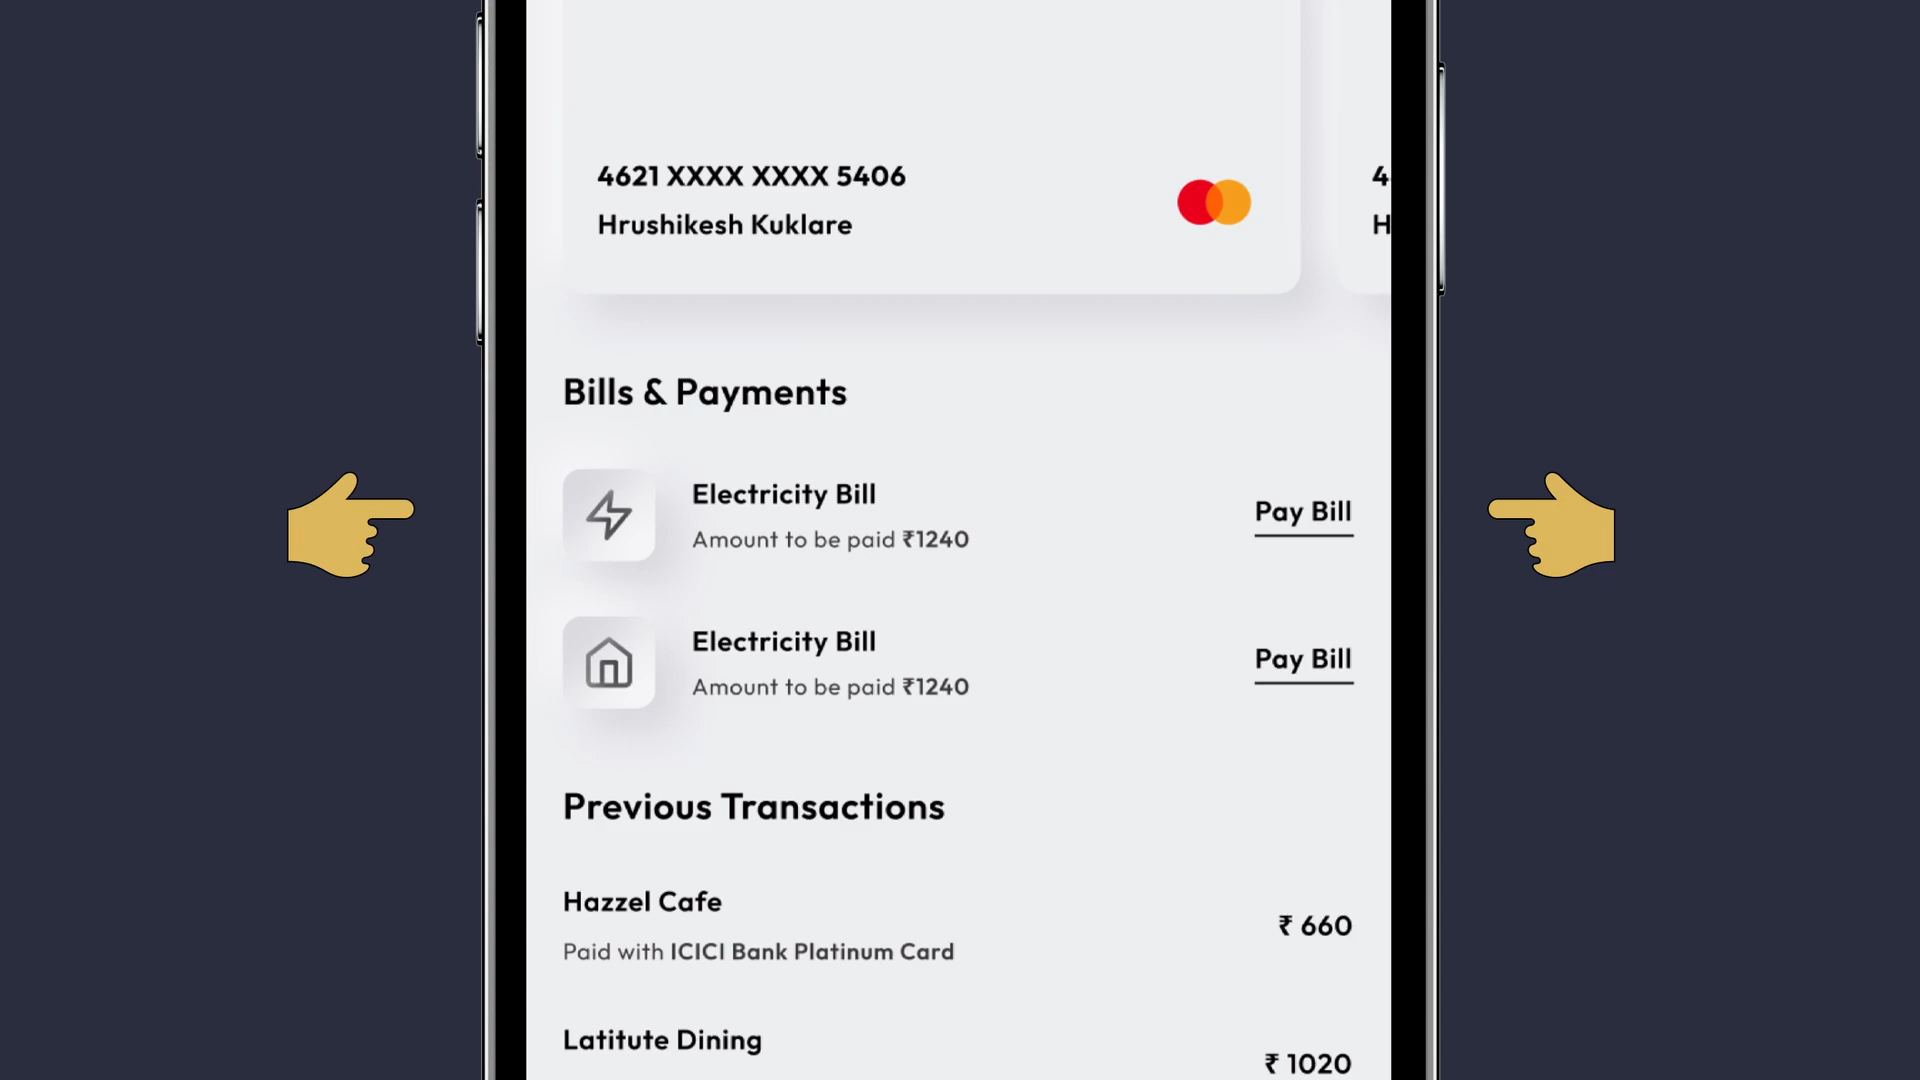 4621 XXXX XXXX 5406
4
Hrushikesh Kuklare
H
Bills & Payments
Electricity Bill
Amount to be paid ₹1240
Pay Bill
Electricity Bill
Amount to be paid ₹1240
Pay Bill
Previous Transactions
Hazzel Cafe
Paid with ICICI Bank Platinum Card
₹ 660
Latitute Dining
₹ 1020